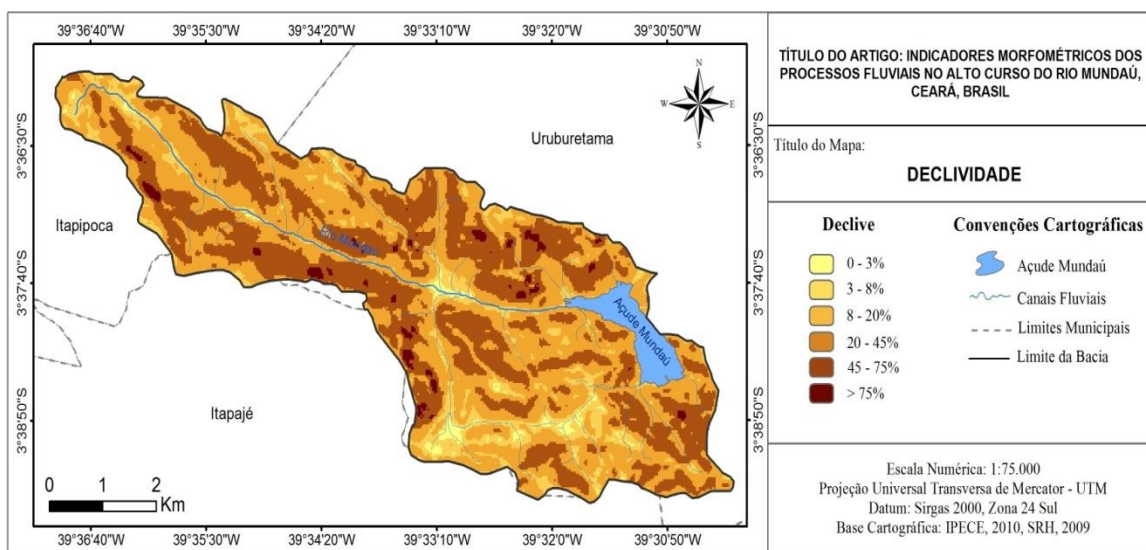 39°36'40"W 39°35'30"W 39°34'20"W 39°33'10"W 39°32'0"W 39°30'50"W
3°36'30"S
3°37'40"S
3°38'50"S
N
W E
S
Uruburetama
Itapipoca
Rio Mundaú
Açude Mundaú
Itapajé
0 1 2
Km
3°36'30"S
3°37'40"S
3°38'50"S
39°36'40"W 39°35'30"W 39°34'20"W 39°33'10"W 39°32'0"W 39°30'50"W
TÍTULO DO ARTIGO: INDICADORES MORFOMÉTRICOS DOS
PROCESSOS FLUVIAIS NO ALTO CURSO DO RIO MUNDAÚ,
CEARÁ, BRASIL
Título do Mapa:
DECLIVIDADE
Declive
0 - 3%
3 - 8%
8 - 20%
20 - 45%
45 - 75%
> 75%
Convenções Cartográficas
Açude Mundaú
Canais Fluviais
Limites Municipais
Limite da Bacia
Escala Numérica: 1:75.000
Projeção Universal Transversa de Mercator - UTM
Datum: Sirgas 2000, Zona 24 Sul
Base Cartográfica: IPECE, 2010, SRH, 2009